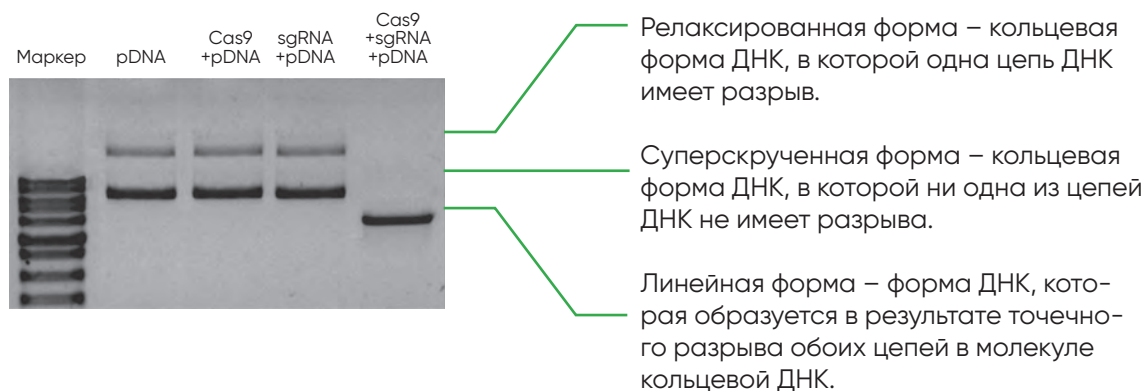 Маркер
pDNA
Cas9
+pDNA
sgRNA
+pDNA
Cas9
+sgRNA
+pDNA
Релаксированная форма – кольцевая
форма ДНК, в которой одна цепь ДНК
имеет разрыв.
Суперскрученная форма – кольцевая
форма ДНК, в которой ни одна из цепей
ДНК не имеет разрыва.
Линейная форма – форма ДНК, кото-
рая образуется в результате точечно-
го разрыва обоих цепей в молекуле
кольцевой ДНК.